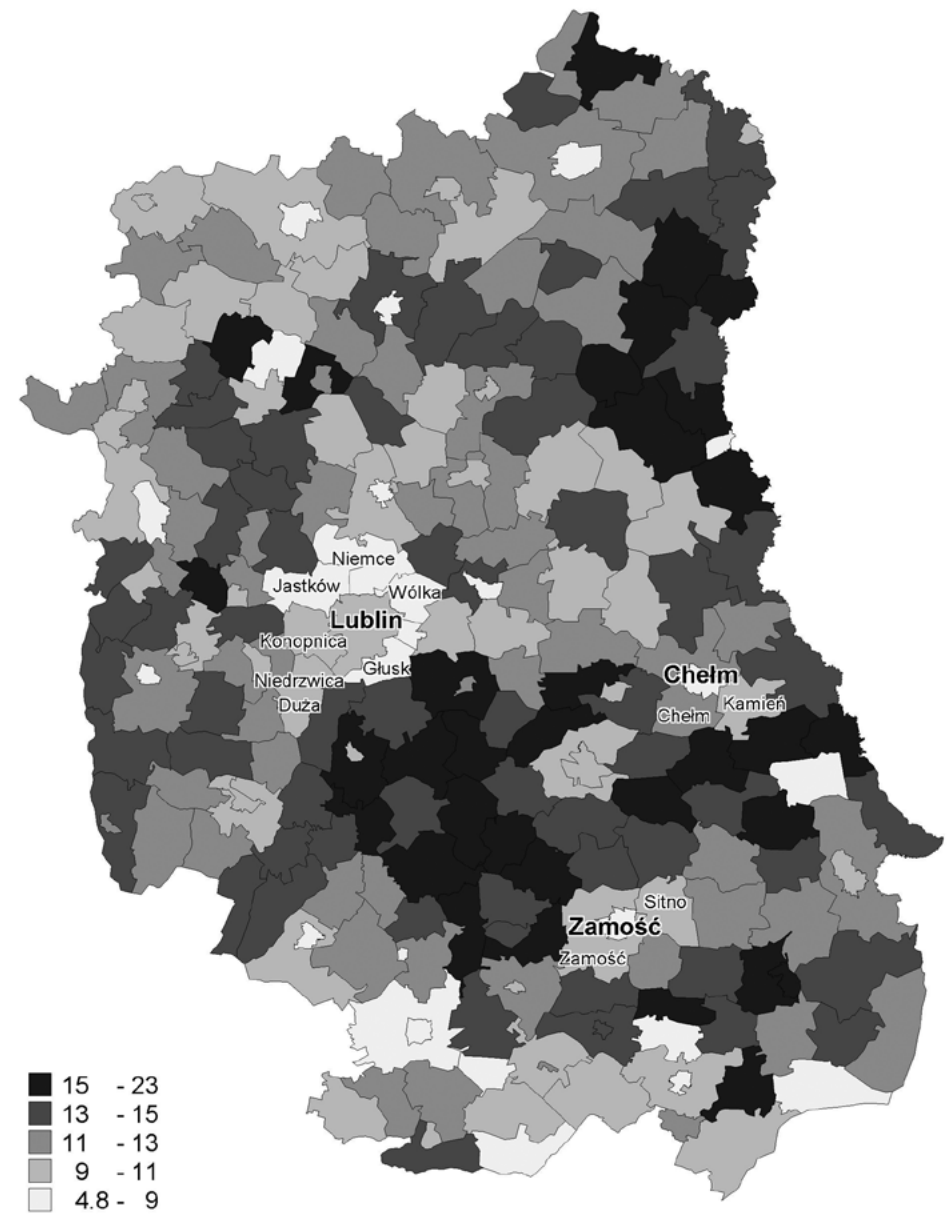 Niemce
Jastków
Wólka
Lublin
Konopnica
Głusk
Niedrzwica
Duża
Chełm
Kamień
Chełm
Sitno
Zamość
Zamość
15 - 23
13 - 15
11 - 13
9 - 11
4.8 - 9